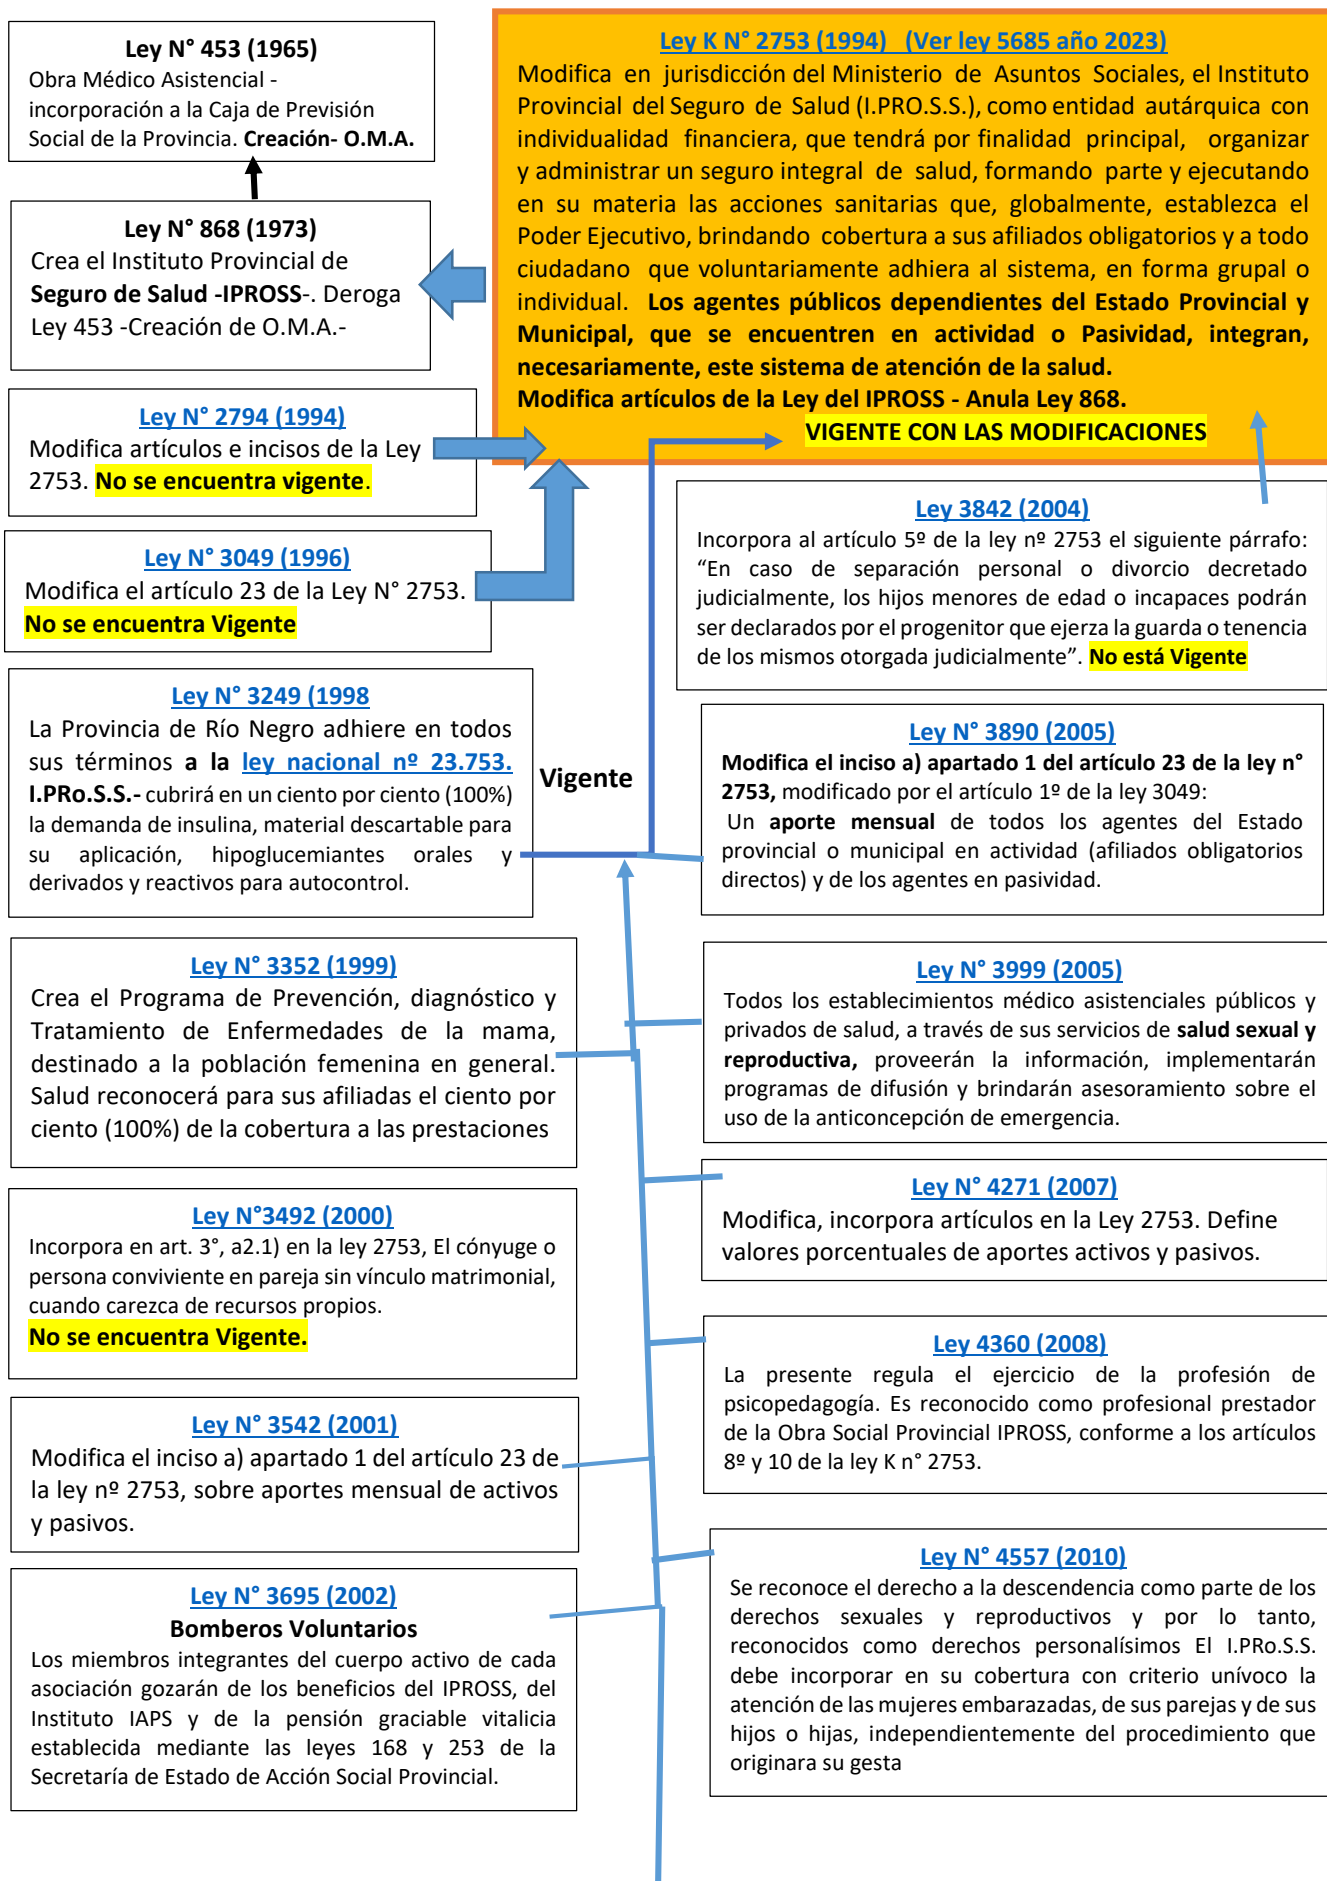 Ley N° 453 (1965)
Obra Médico Asistencial -
incorporación a la Caja de Previsión
Social de la Provincia. Creación- O.M.A.
Ley N° 868 (1973)
Crea el Instituto Provincial de
Seguro de Salud -IPROSS-. Deroga
Ley 453 -Creación de O.M.A.-
Ley K N° 2753 (1994) (Ver ley 5685 año 2023)
Modifica en jurisdicción del Ministerio de Asuntos Sociales, el Instituto
Provincial del Seguro de Salud (I.PRO.S.S.), como entidad autárquica con
individualidad financiera, que tendrá por finalidad principal, organizar
y administrar un seguro integral de salud, formando parte y ejecutando
en su materia las acciones sanitarias que, globalmente, establezca el
Poder Ejecutivo, brindando cobertura a sus afiliados obligatorios y a todo
ciudadano que voluntariamente adhiera al sistema, en forma grupal o
individual. Los agentes públicos dependientes del Estado Provincial y
Municipal, que se encuentren en actividad o Pasividad, integran,
necesariamente, este sistema de atención de la salud.
Modifica artículos de la Ley del IPROSS - Anula Ley 868.
VIGENTE CON LAS MODIFICACIONES
Ley N° 2794 (1994)
Modifica artículos e incisos de la Ley
2753. No se encuentra vigente.
Ley N° 3049 (1996)
Modifica el artículo 23 de la Ley N° 2753.
No se encuentra Vigente
Ley 3842 (2004)
Incorpora al artículo 5º de la ley nº 2753 el siguiente párrafo:
“En caso de separación personal o divorcio decretado
judicialmente, los hijos menores de edad o incapaces podrán
ser declarados por el progenitor que ejerza la guarda o tenencia
de los mismos otorgada judicialmente”. No está Vigente
Ley N° 3249 (1998
La Provincia de Río Negro adhiere en todos
sus términos a la ley nacional nº 23.753.
I.PRo.S.S.- cubrirá en un ciento por ciento (100%)
la demanda de insulina, material descartable para
su aplicación, hipoglucemiantes orales y
derivados y reactivos para autocontrol.
Vigente
Ley N° 3890 (2005)
Modifica el inciso a) apartado 1 del artículo 23 de la ley n°
2753, modificado por el artículo 1º de la ley 3049:
Un aporte mensual de todos los agentes del Estado
provincial o municipal en actividad (afiliados obligatorios
directos) y de los agentes en pasividad.
Ley N° 3352 (1999)
Crea el Programa de Prevención, diagnóstico y
Tratamiento de Enfermedades de la mama,
destinado a la población femenina en general.
Salud reconocerá para sus afiliadas el ciento por
ciento (100%) de la cobertura a las prestaciones
Ley N° 3999 (2005)
Todos los establecimientos médico asistenciales públicos y
privados de salud, a través de sus servicios de salud sexual y
reproductiva, proveerán la información, implementarán
programas de difusión y brindarán asesoramiento sobre el
uso de la anticoncepción de emergencia.
Ley N°3492 (2000)
Incorpora en art. 3°, a2.1) en la ley 2753, El cónyuge o
persona conviviente en pareja sin vínculo matrimonial,
cuando carezca de recursos propios.
No se encuentra Vigente.
Ley N° 4271 (2007)
Modifica, incorpora artículos en la Ley 2753. Define
valores porcentuales de aportes activos y pasivos.
Ley N° 3542 (2001)
Modifica el inciso a) apartado 1 del artículo 23 de
la ley nº 2753, sobre aportes mensual de activos
y pasivos.
Ley 4360 (2008)
La presente regula el ejercicio de la profesión de
psicopedagogía. Es reconocido como profesional prestador
de la Obra Social Provincial IPROSS, conforme a los artículos
8º y 10 de la ley K n° 2753.
Ley N° 3695 (2002)
Bomberos Voluntarios
Los miembros integrantes del cuerpo activo de cada
asociación gozarán de los beneficios del IPROSS, del
Instituto IAPS y de la pensión graciable vitalicia
establecida mediante las leyes 168 y 253 de la
Secretaría de Estado de Acción Social Provincial.
Ley N° 4557 (2010)
Se reconoce el derecho a la descendencia como parte de los
derechos sexuales y reproductivos y por lo tanto,
reconocidos como derechos personalísimos El I.PRo.S.S.
debe incorporar en su cobertura con criterio unívoco la
atención de las mujeres embarazadas, de sus parejas y de sus
hijos o hijas, independientemente del procedimiento que
originara su gesta